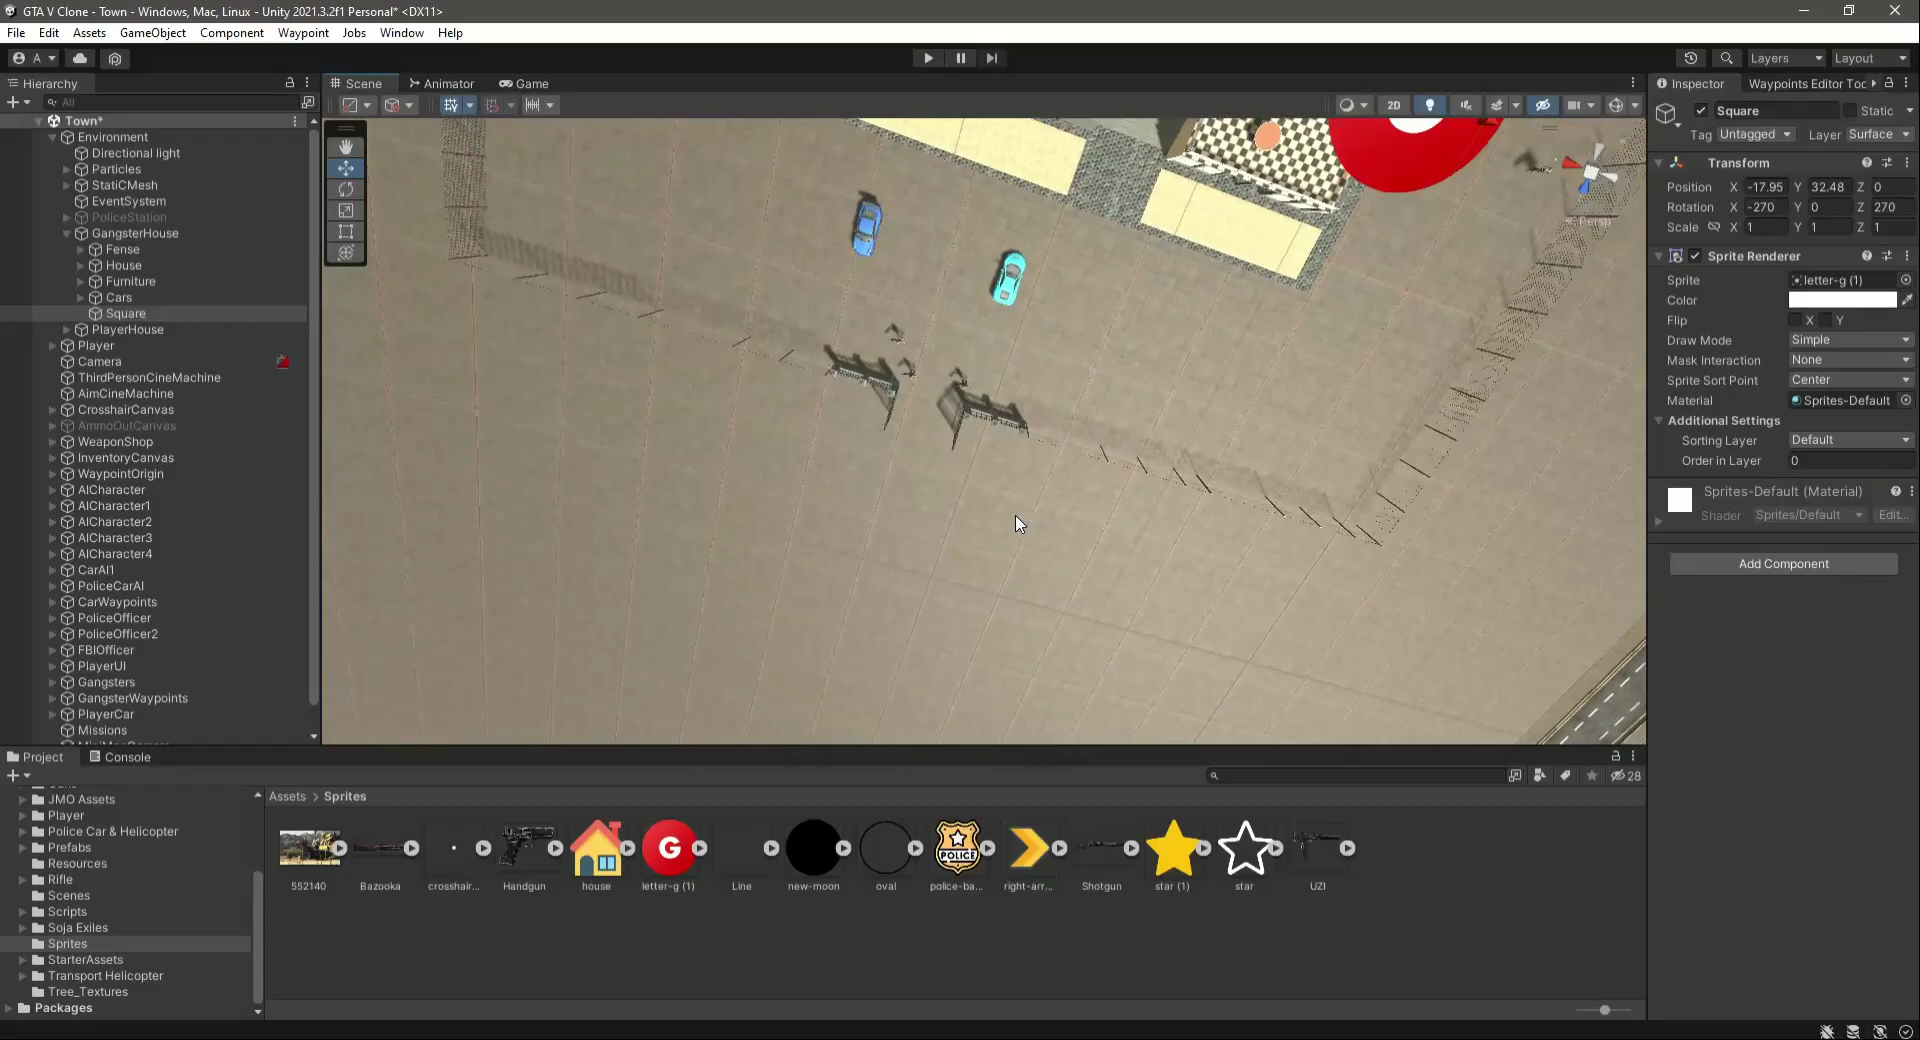 GTA V Clone - Town - Windows, Mac, Linux - Unity 2021.3.2f1 Personal* <DX11>
File Edit Assets GameObject Component Waypoint Jobs Window Help
A Layers Layout
Hierarchy
All
Town*
Environment
Directional light
Particles
StatiCMesh
EventSystem
PoliceStation
GangsterHouse
Fense
House
Furniture
Cars
Square
PlayerHouse
Player
Camera
ThirdPersonCineMachine
AimCineMachine
CrosshairCanvas
AmmoOutCanvas
WeaponShop
InventoryCanvas
WaypointOrigin
AICharacter
AICharacter1
AICharacter2
AICharacter3
AICharacter4
CarAI1
PoliceCarAI
CarWaypoints
PoliceOfficer
PoliceOfficer2
FBIOfficer
PlayerUI
Gangsters
GangsterWaypoints
PlayerCar
Missions
Scene Animator Game
2D
Persp
Inspector Waypoints Editor Toc
Square Static
Tag Untagged Layer Surface
Transform
Position X -17.95 Y 32.48 Z 0
Rotation X -270 Y 0 Z 270
Scale X 1 Y 1 Z 1
Sprite Renderer
Sprite letter-g (1)
Color
Flip X Y
Draw Mode Simple
Mask Interaction None
Sprite Sort Point Center
Material Sprites-Default
Additional Settings
Sorting Layer Default
Order in Layer 0
Sprites-Default (Material)
Shader Sprites/Default Edit...
Add Component
Project Console
28
JMO Assets
Player
Police Car & Helicopter
Prefabs
Resources
Rifle
Scenes
Scripts
Soja Exiles
Sprites
StarterAssets
Transport Helicopter
Tree_Textures
Packages
Assets > Sprites
G POLICE
552140 Bazooka crosshair... Handgun house letter-g (1) Line new-moon oval police-ba... right-arr... Shotgun star (1) star UZI